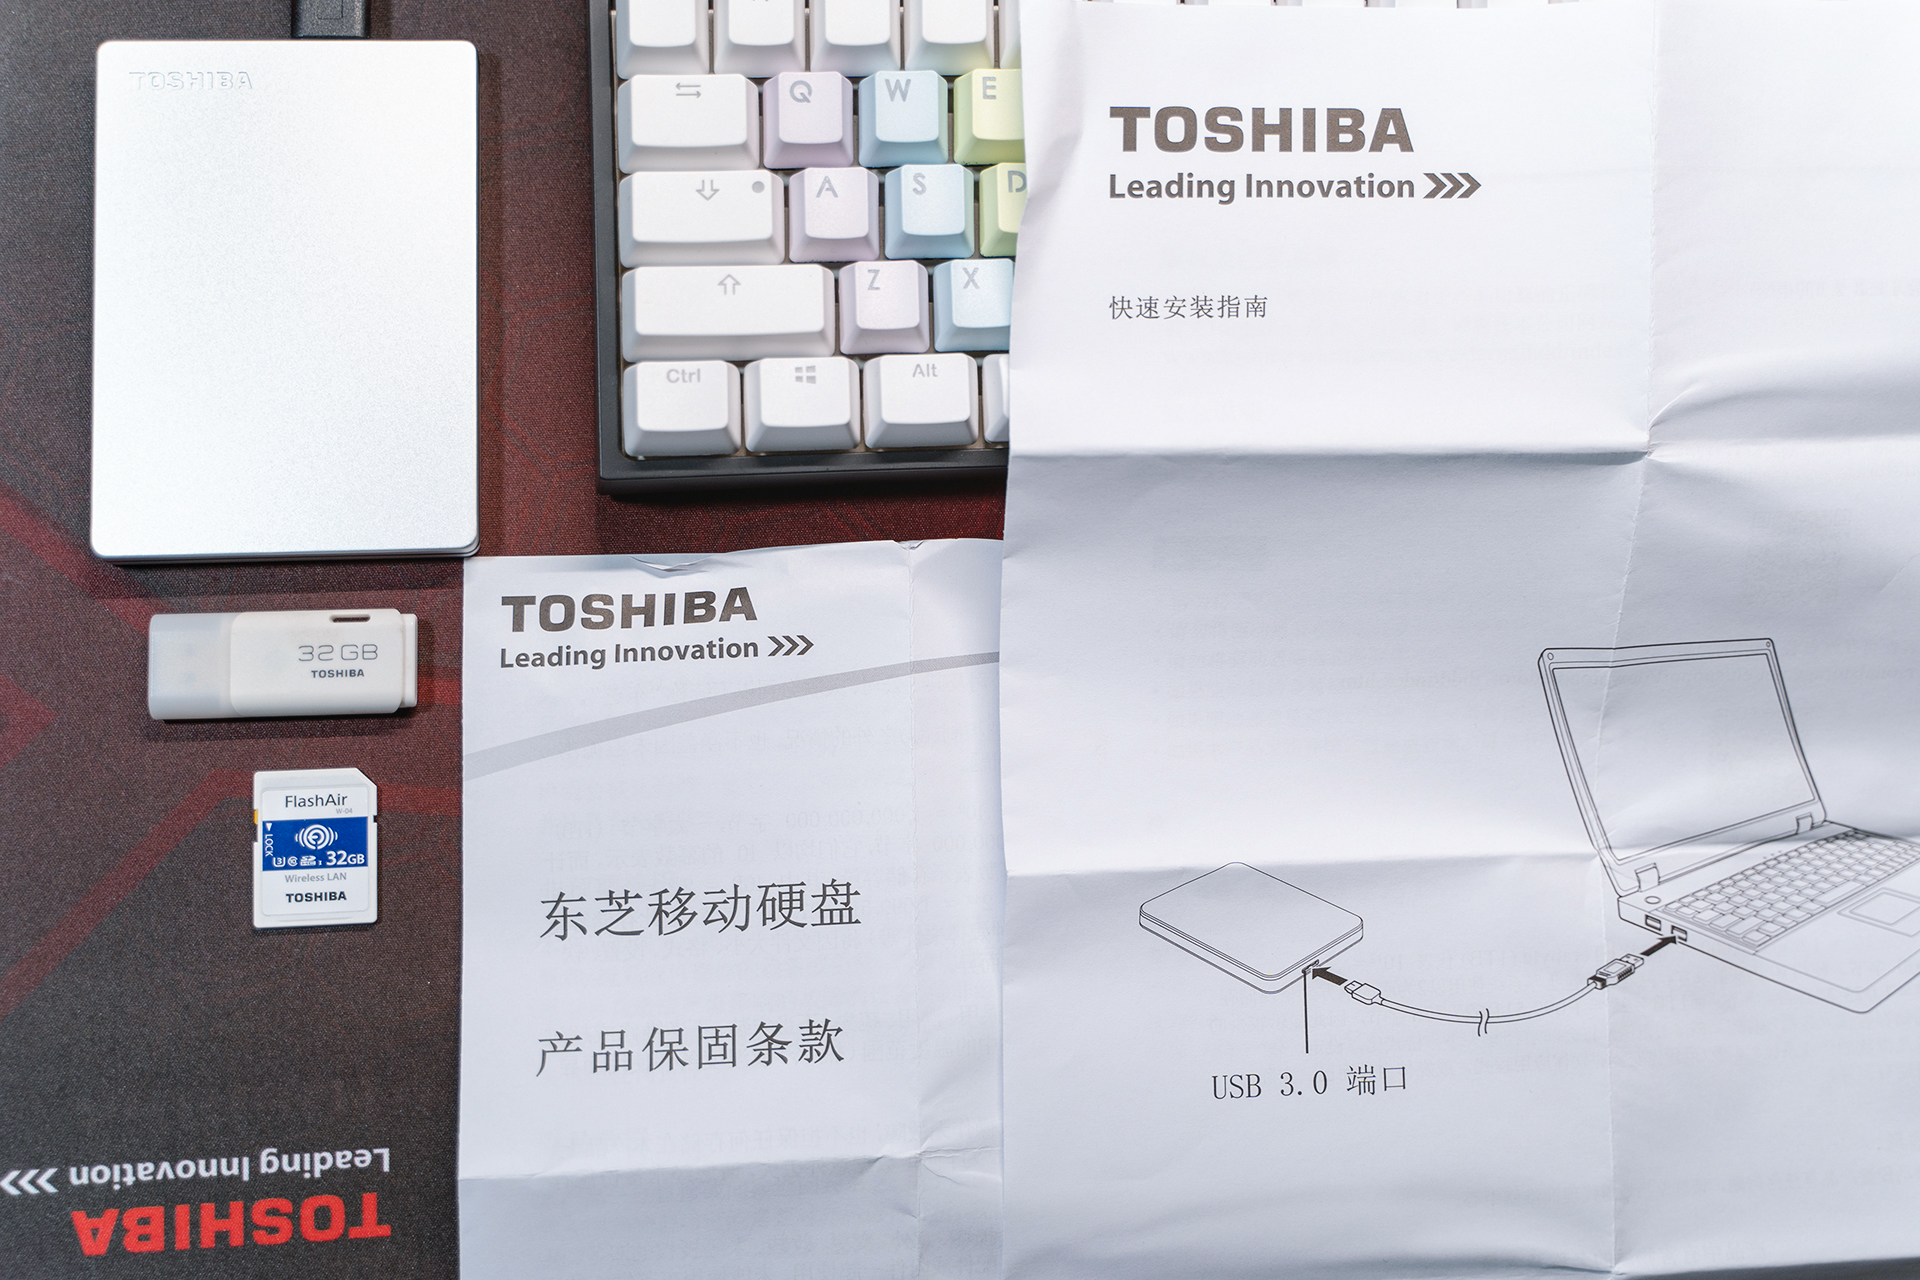 TOSHIBA
Q W E
A S D
Z X
Ctrl Alt
TOSHIBA
Leading Innovation >>>
快速安装指南
USB 3.0 端口
TOSHIBA
Leading Innovation >>>
东芝移动硬盘
产品保固条款
32 GB
TOSHIBA
FlashAir
W-04
LOCK
32GB
Wireless LAN
TOSHIBA
TOSHIBA
Leading Innovation >>>